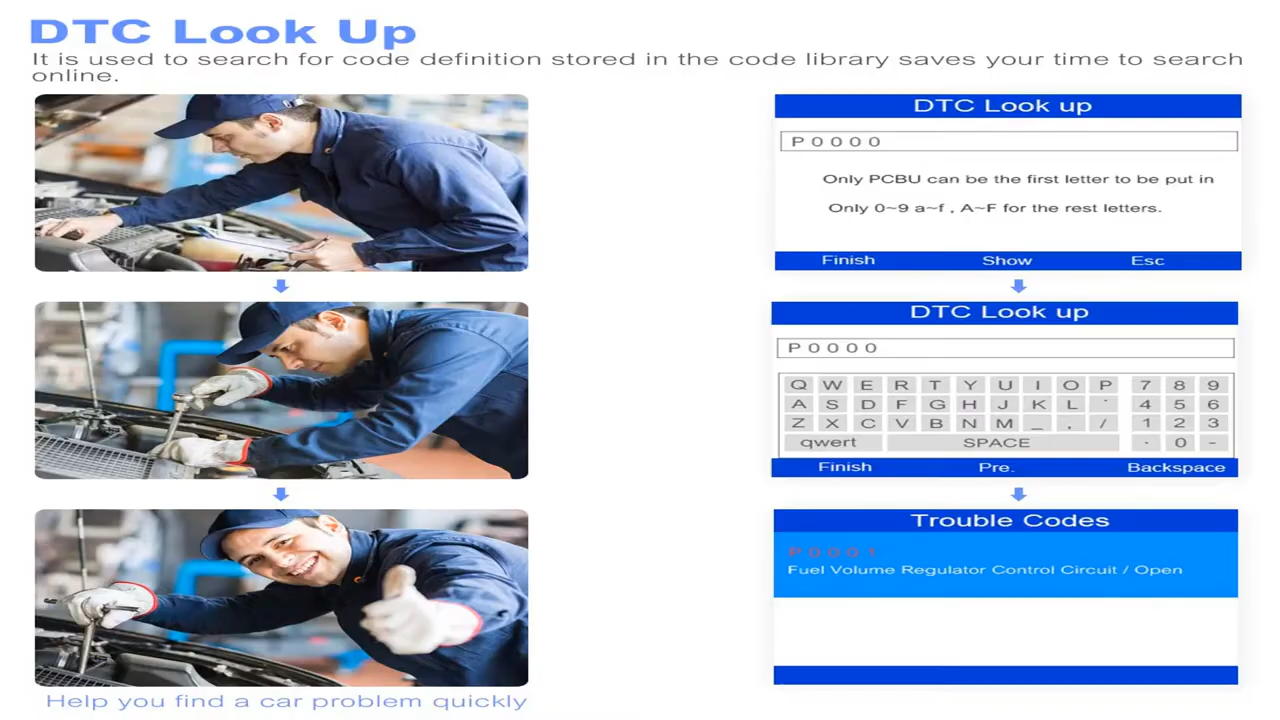 DTC Look Up
It is used to search for code definition stored in the code library saves your time to search
online.
DTC Look up
P0000
Only PCBU can be the first letter to be put in
Only 0~9 a~f , A~F for the rest letters.
Finish Show Esc
DTC Look up
P0000
Q W E R T Y U I O P 7 8 9
A S D F G H J K L ` 4 5 6
Z X C V B N M _ , / 1 2 3
qwert SPACE . 0 -
Finish Pre. Backspace
Trouble Codes
P0001
Fuel Volume Regulator Control Circuit / Open
Help you find a car problem quickly